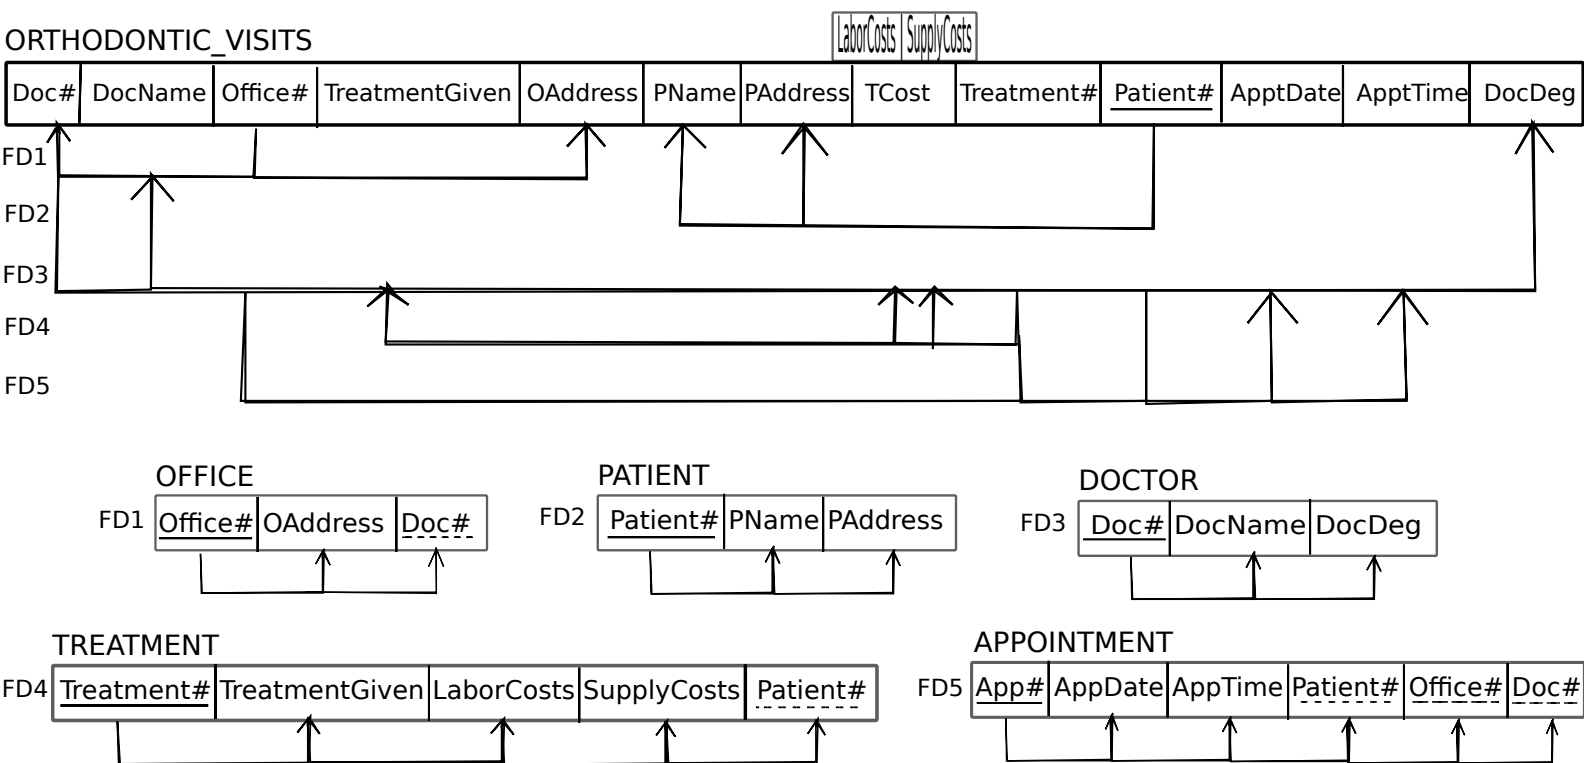 LaborCosts SupplyCosts
ORTHODONTIC_VISITS
Doc# DocName Office# TreatmentGiven OAddress PName PAddress TCost Treatment# Patient# ApptDate ApptTime DocDeg
FD1
FD2
FD3
FD4
FD5
OFFICE
FD1 Office# OAddress Doc#
PATIENT
FD2 Patient# PName PAddress
DOCTOR
FD3 Doc# DocName DocDeg
TREATMENT
FD4 Treatment# TreatmentGiven LaborCosts SupplyCosts Patient#
APPOINTMENT
FD5 App# AppDate AppTime Patient# Office# Doc#